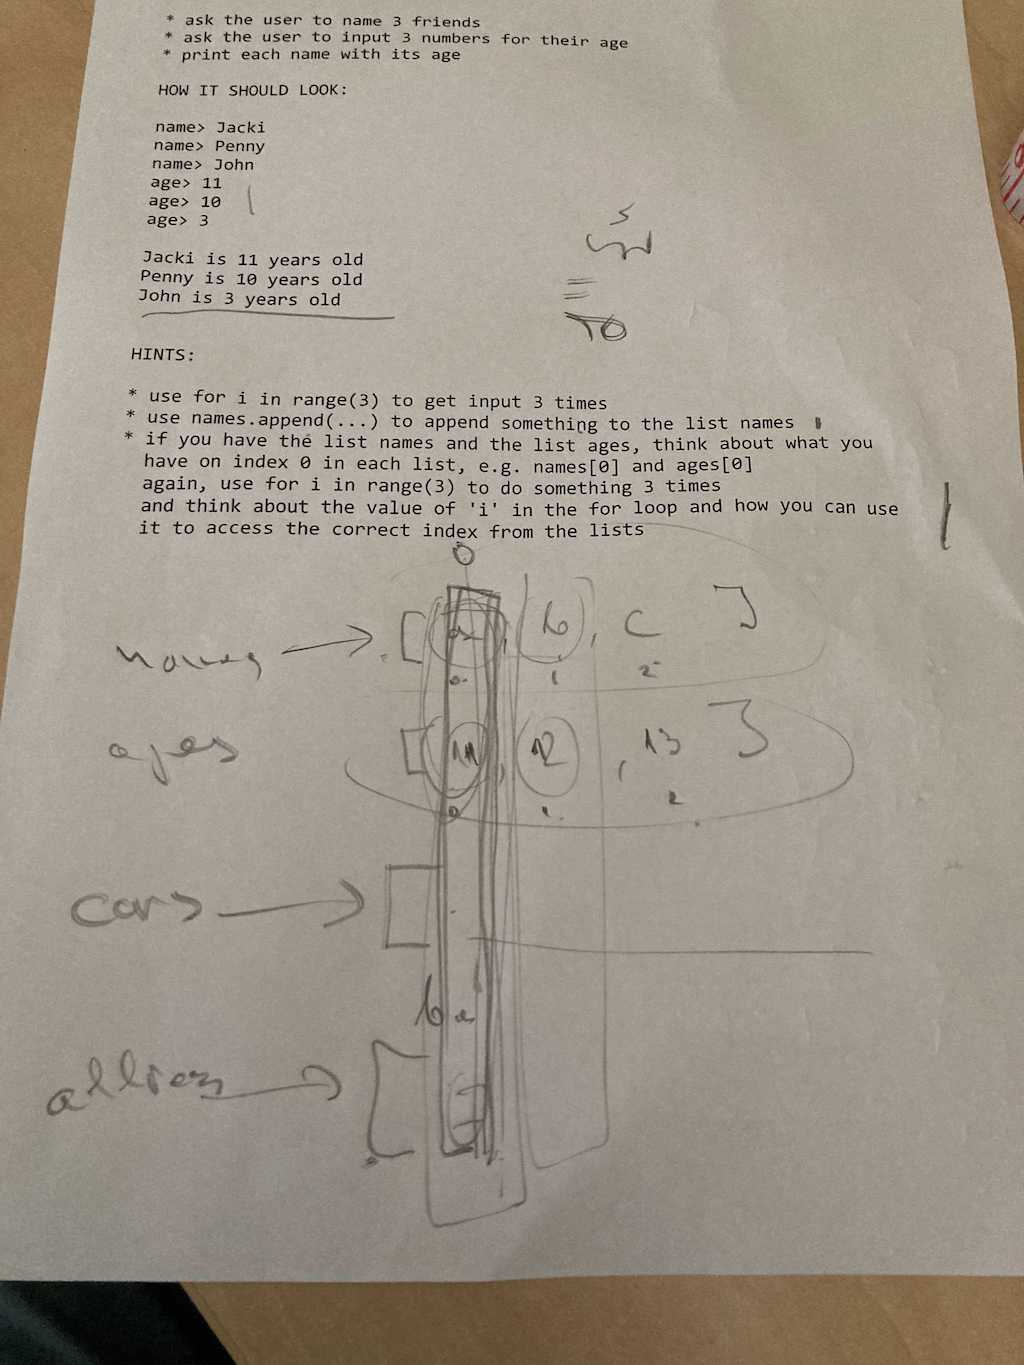 * ask the user to name 3 friends
* ask the user to input 3 numbers for their age
* print each name with its age
HOW IT SHOULD LOOK:
name> Jacki
name> Penny
name> John
age> 11
age> 10
age> 3
Jacki is 11 years old
Penny is 10 years old
John is 3 years old
HINTS:
* use for i in range(3) to get input 3 times
* use names.append(...) to append something to the list names
* if you have the list names and the list ages, think about what you
have on index 0 in each list, e.g. names[0] and ages[0]
again, use for i in range(3) to do something 3 times
and think about the value of 'i' in the for loop and how you can use
it to access the correct index from the lists
0
names → [a, b, c]
0 1 2
ages [11, 12, 13]
0 1 2
cars → [